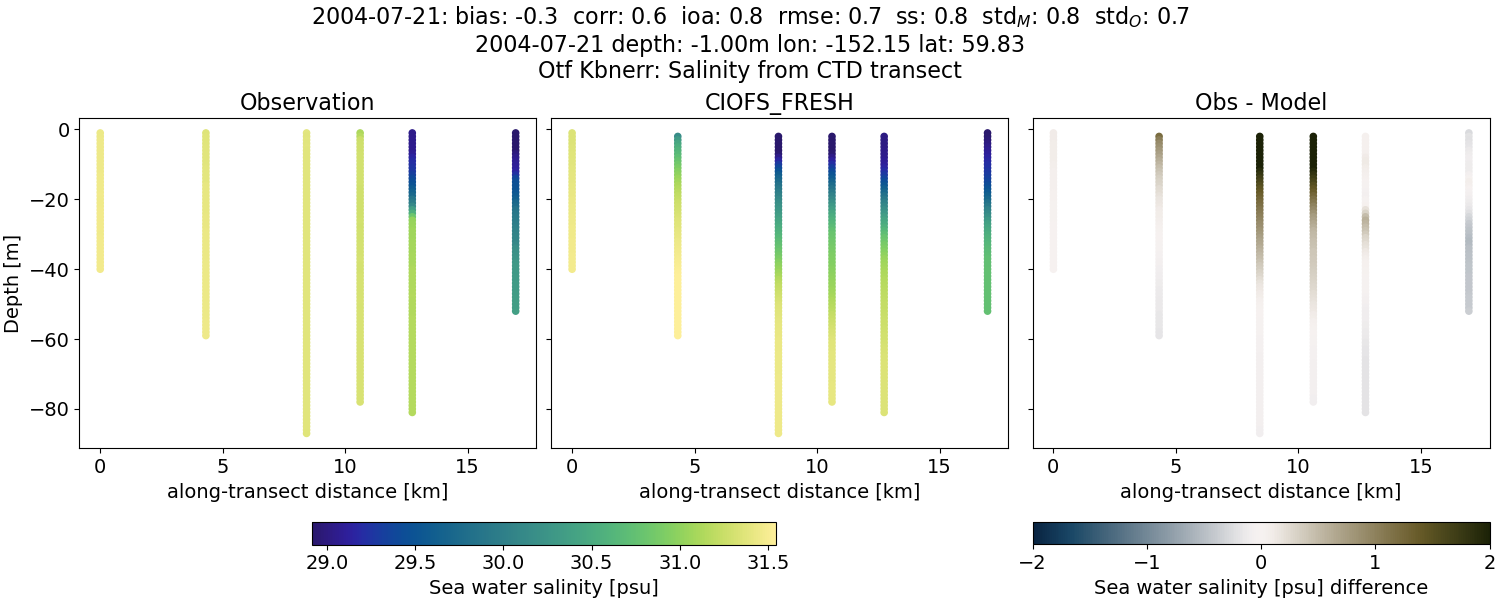 2004-07-21: bias: -0.3 corr: 0.6 ioa: 0.8 rmse: 0.7 ss: 0.8 std_M: 0.8 std_O: 0.7
2004-07-21 depth: -1.00m lon: -152.15 lat: 59.83
Otf Kbnerr: Salinity from CTD transect
Observation
CIOFS_FRESH
Obs - Model
Depth [m]
0
−20
−40
−60
−80
0 5 10 15
0 5 10 15
0 5 10 15
along-transect distance [km]
along-transect distance [km]
along-transect distance [km]
29.0 29.5 30.0 30.5 31.0 31.5
Sea water salinity [psu]
−2 −1 0 1 2
Sea water salinity [psu] difference